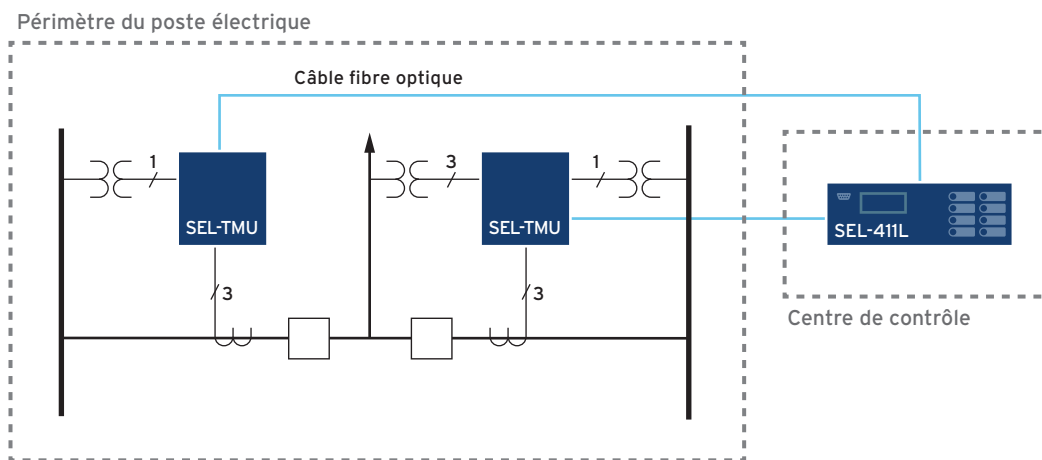 Périmètre du poste électrique
Câble fibre optique
1
3
1
SEL-TMU
SEL-TMU
SEL-411L
3
3
Centre de contrôle